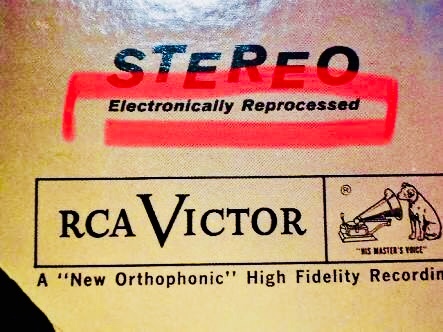 STEREO
Electronically Reprocessed
RCA VICTOR
®
"HIS MASTER'S VOICE"
A "New Orthophonic" High Fidelity Recordin